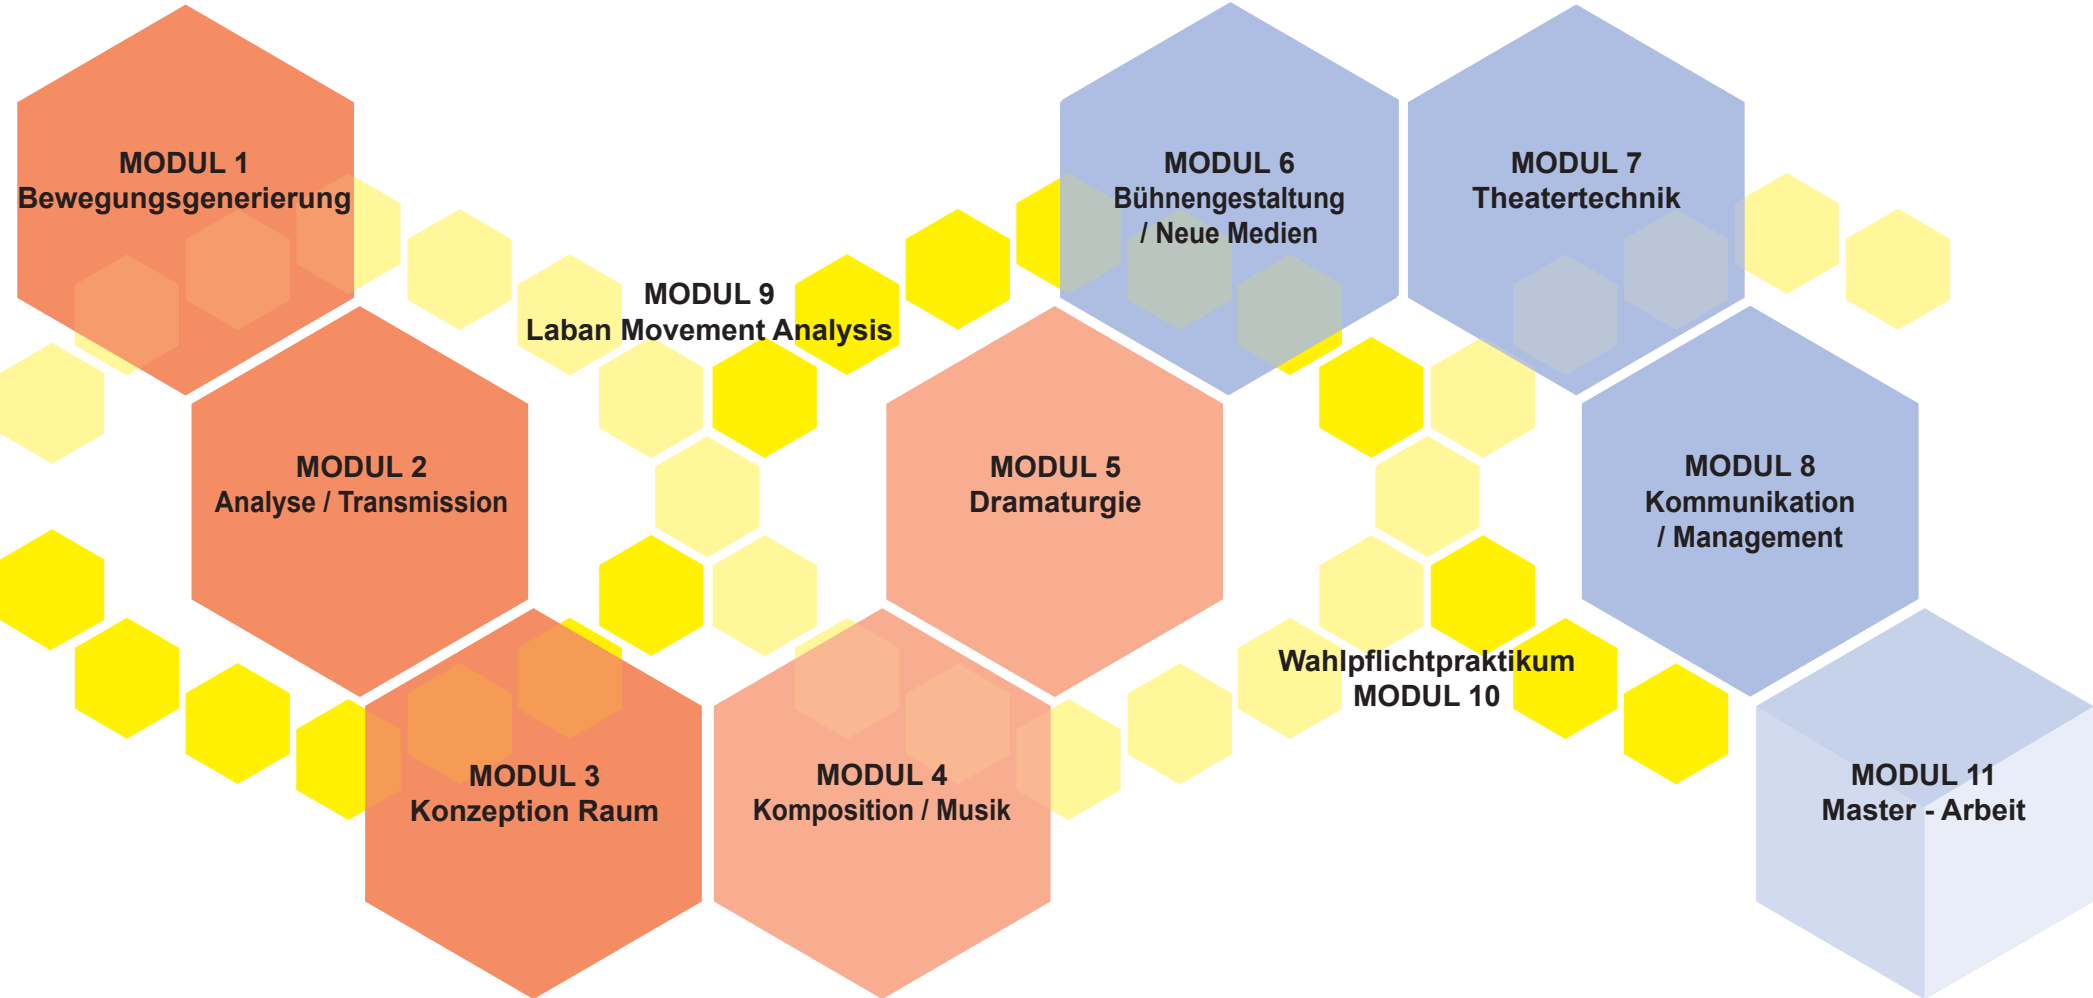 MODUL 1
Bewegungsgenerierung
MODUL 2
Analyse / Transmission
MODUL 3
Konzeption Raum
MODUL 4
Komposition / Musik
MODUL 5
Dramaturgie
MODUL 6
Bühnengestaltung
/ Neue Medien
MODUL 7
Theatertechnik
MODUL 8
Kommunikation
/ Management
MODUL 9
Laban Movement Analysis
Wahlpflichtpraktikum
MODUL 10
MODUL 11
Master - Arbeit